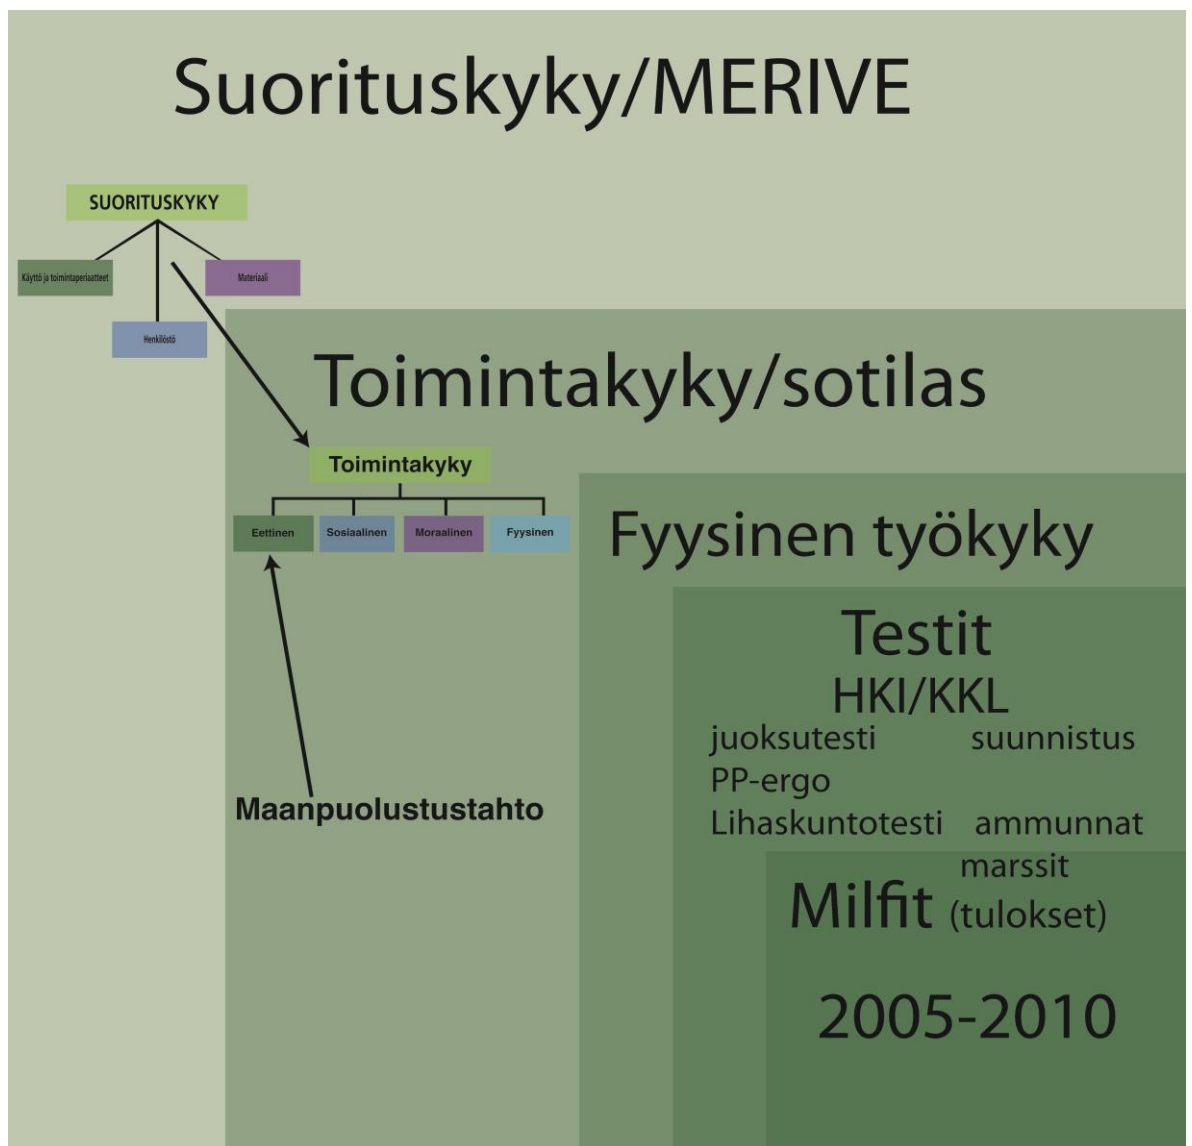 Suorituskyky/MERIVE
SUORITUSKYKY
Käyttö ja toimintaperiaatteet
Materiaali
Henkilöstö
Toimintakyky/sotilas
Toimintakyky
Eettinen
Sosiaalinen
Moraalinen
Fyysinen
Maanpuolustustahto
Fyysinen työkyky
Testit
HKI/KKL
juoksutesti suunnistus
PP-ergo
Lihaskuntotesti ammunnat
marssit
Milfit (tulokset)
2005-2010